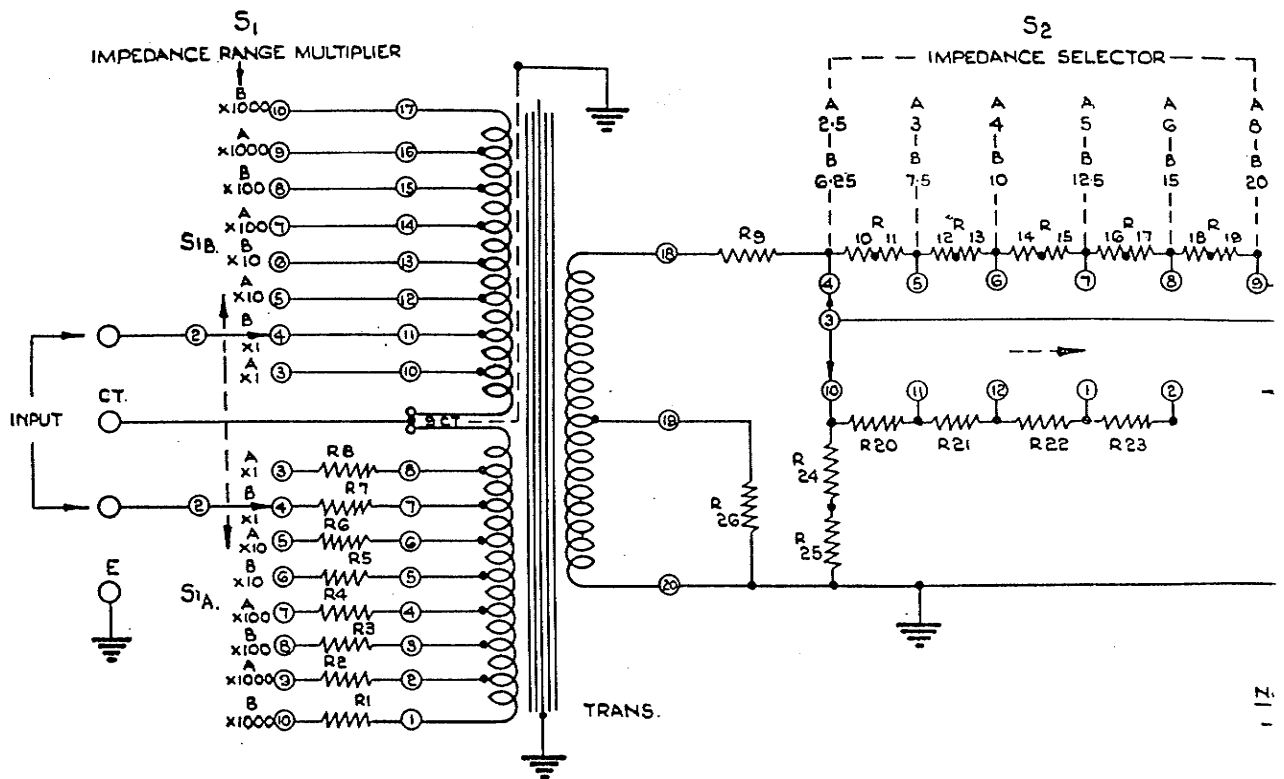 S1
IMPEDANCE RANGE MULTIPLIER
B
x1000 10 17
A
x1000 9 16
B
x100 8 15
A
x100 7 14
S1B.
B
x10 6 13
A
x10 5 12
B
x1
2 4 11
A
x1 3 10
INPUT
CT.
9 CT
A
x1 3 R8 8
B
x1
2 4 R7 7
A
x10 5 R6 6
B
x10 6 R5 5
S1A.
A
x100 7 R4 4
B
x100 8 R3 3
A
x1000 9 R2 2
B
x1000 10 R1 1
E
TRANS.
18
19
20
R9
R
26
S2
IMPEDANCE SELECTOR
A A A A A A
2.5 3 4 5 6 8
B B B B B B
6.25 7.5 10 12.5 15 20
R R R R R
10 11 12 13 14 15 16 17 18 19
4 5 6 7 8 9
3
10 11 12 1 2
R20 R21 R22 R23
R
24
R
25
N